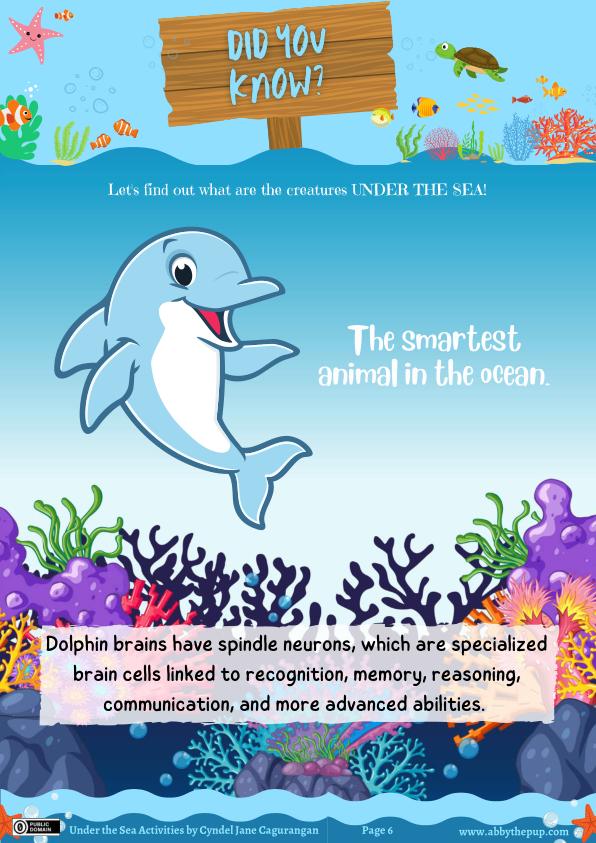 DID YOU
KNOW?
Let's find out what are the creatures UNDER THE SEA!
The smartest
animal in the ocean.
Dolphin brains have spindle neurons, which are specialized
brain cells linked to recognition, memory, reasoning,
communication, and more advanced abilities.
PUBLIC
DOMAIN
Under the Sea Activities by Cyndel Jane Cagurangan
Page 6
www.abbythepup.com